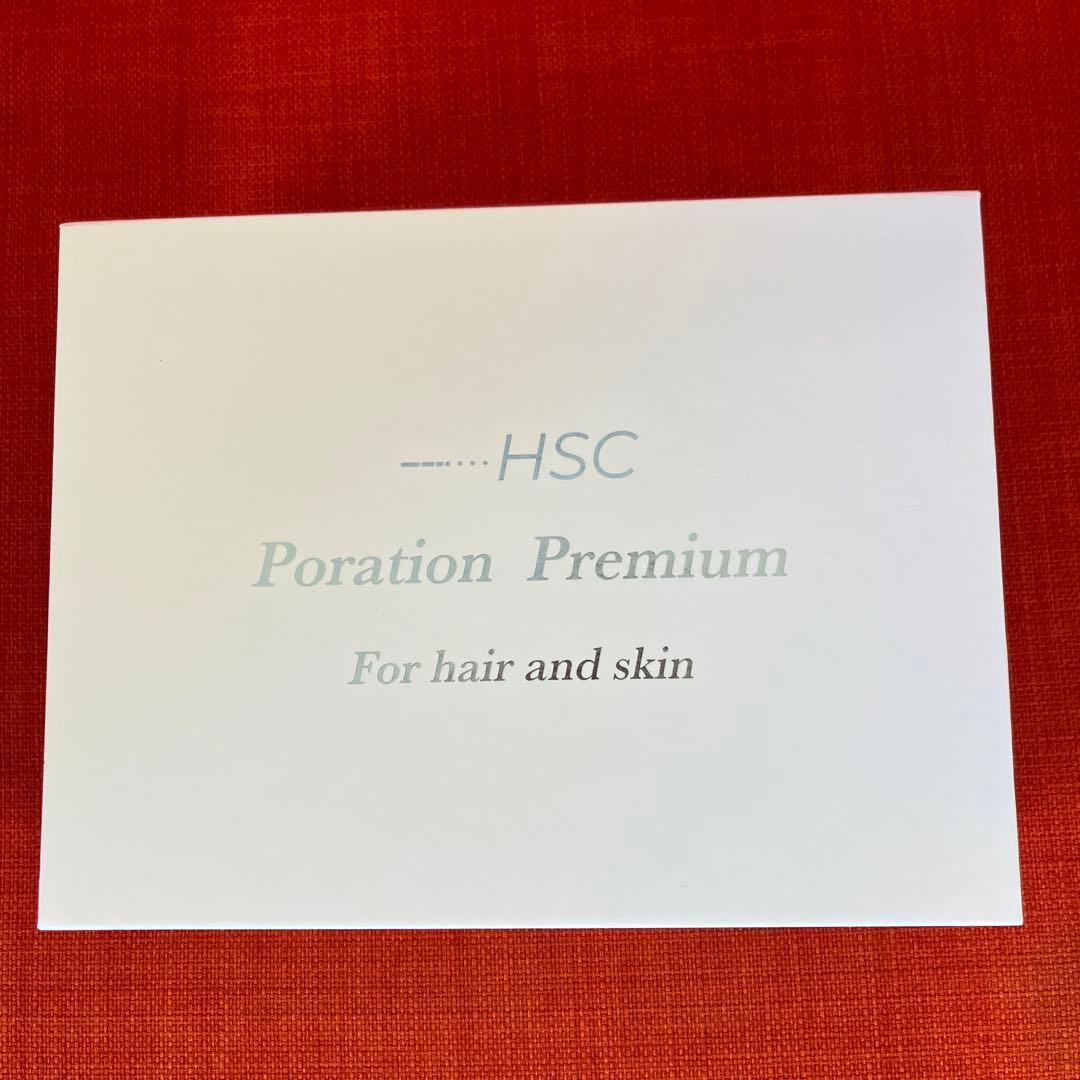 HSC
Poration Premium
For hair and skin